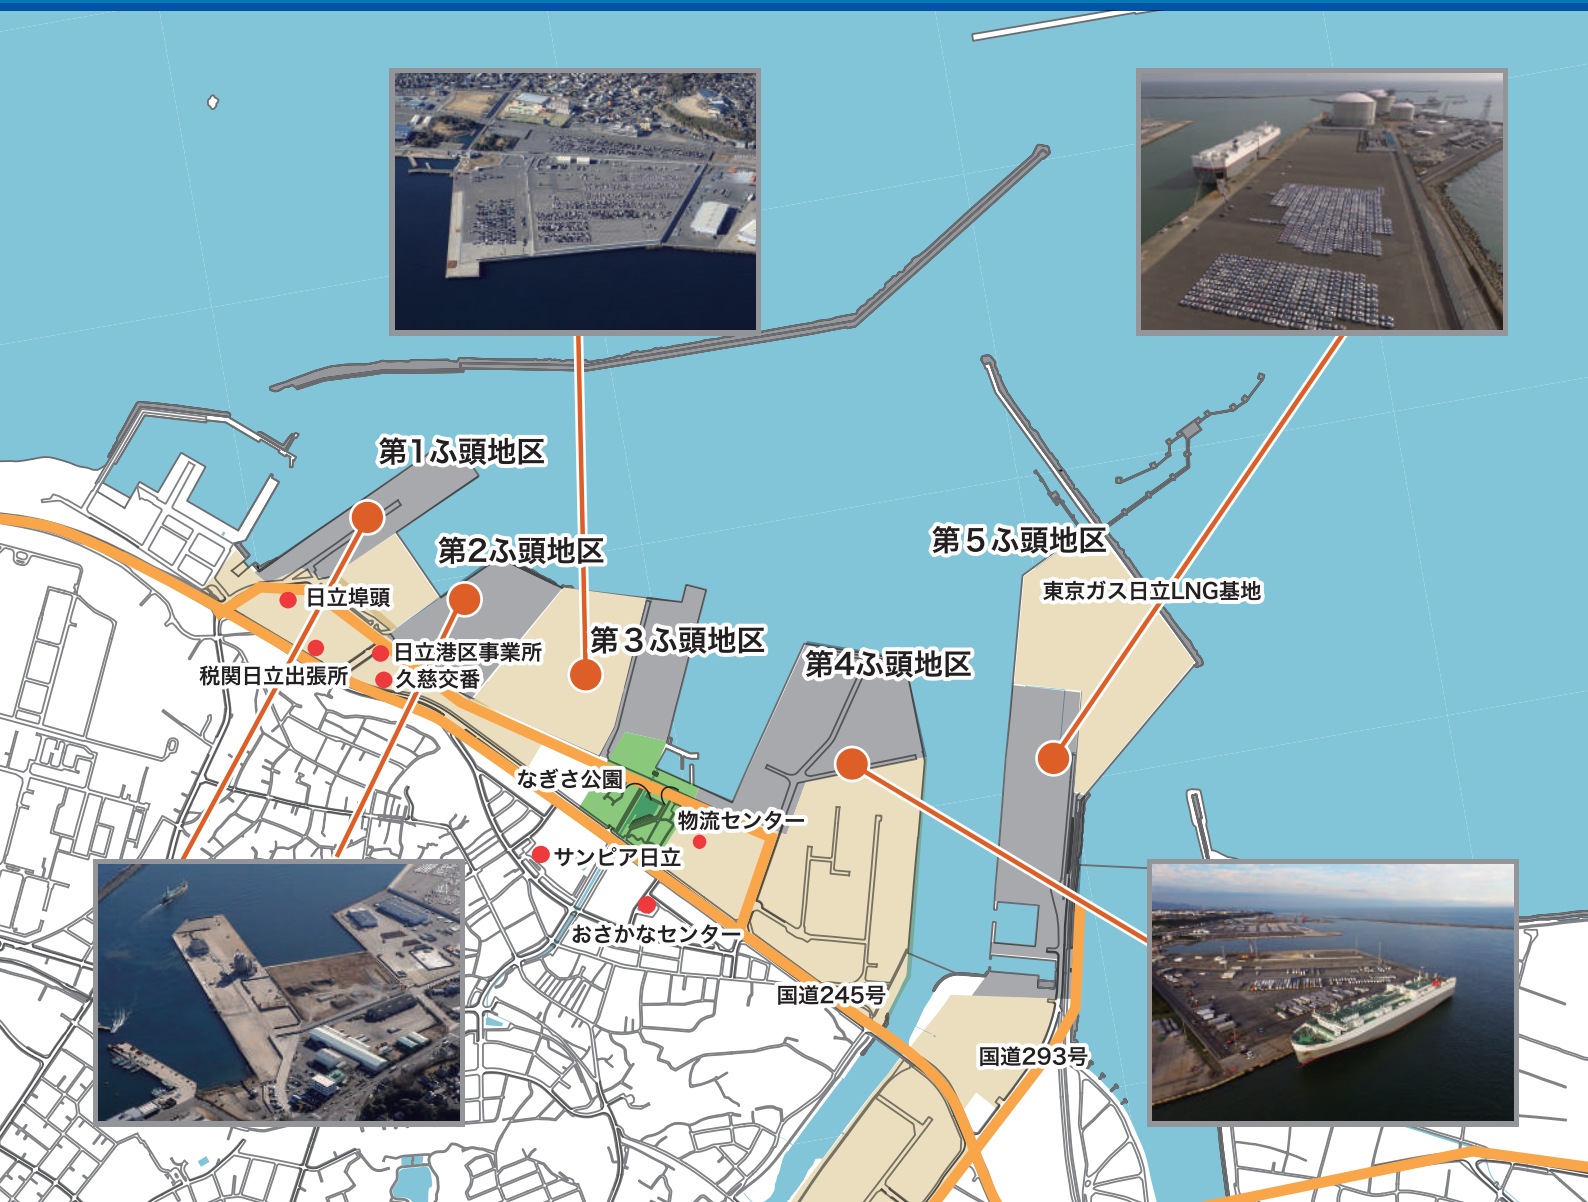 第1ふ頭地区
第2ふ頭地区
第５ふ頭地区
東京ガス日立LNG基地
日立埠頭
第３ふ頭地区
日立港区事業所
第4ふ頭地区
税関日立出張所
久慈交番
なぎさ公園
物流センター
サンピア日立
おさかなセンター
国道245号
国道293号